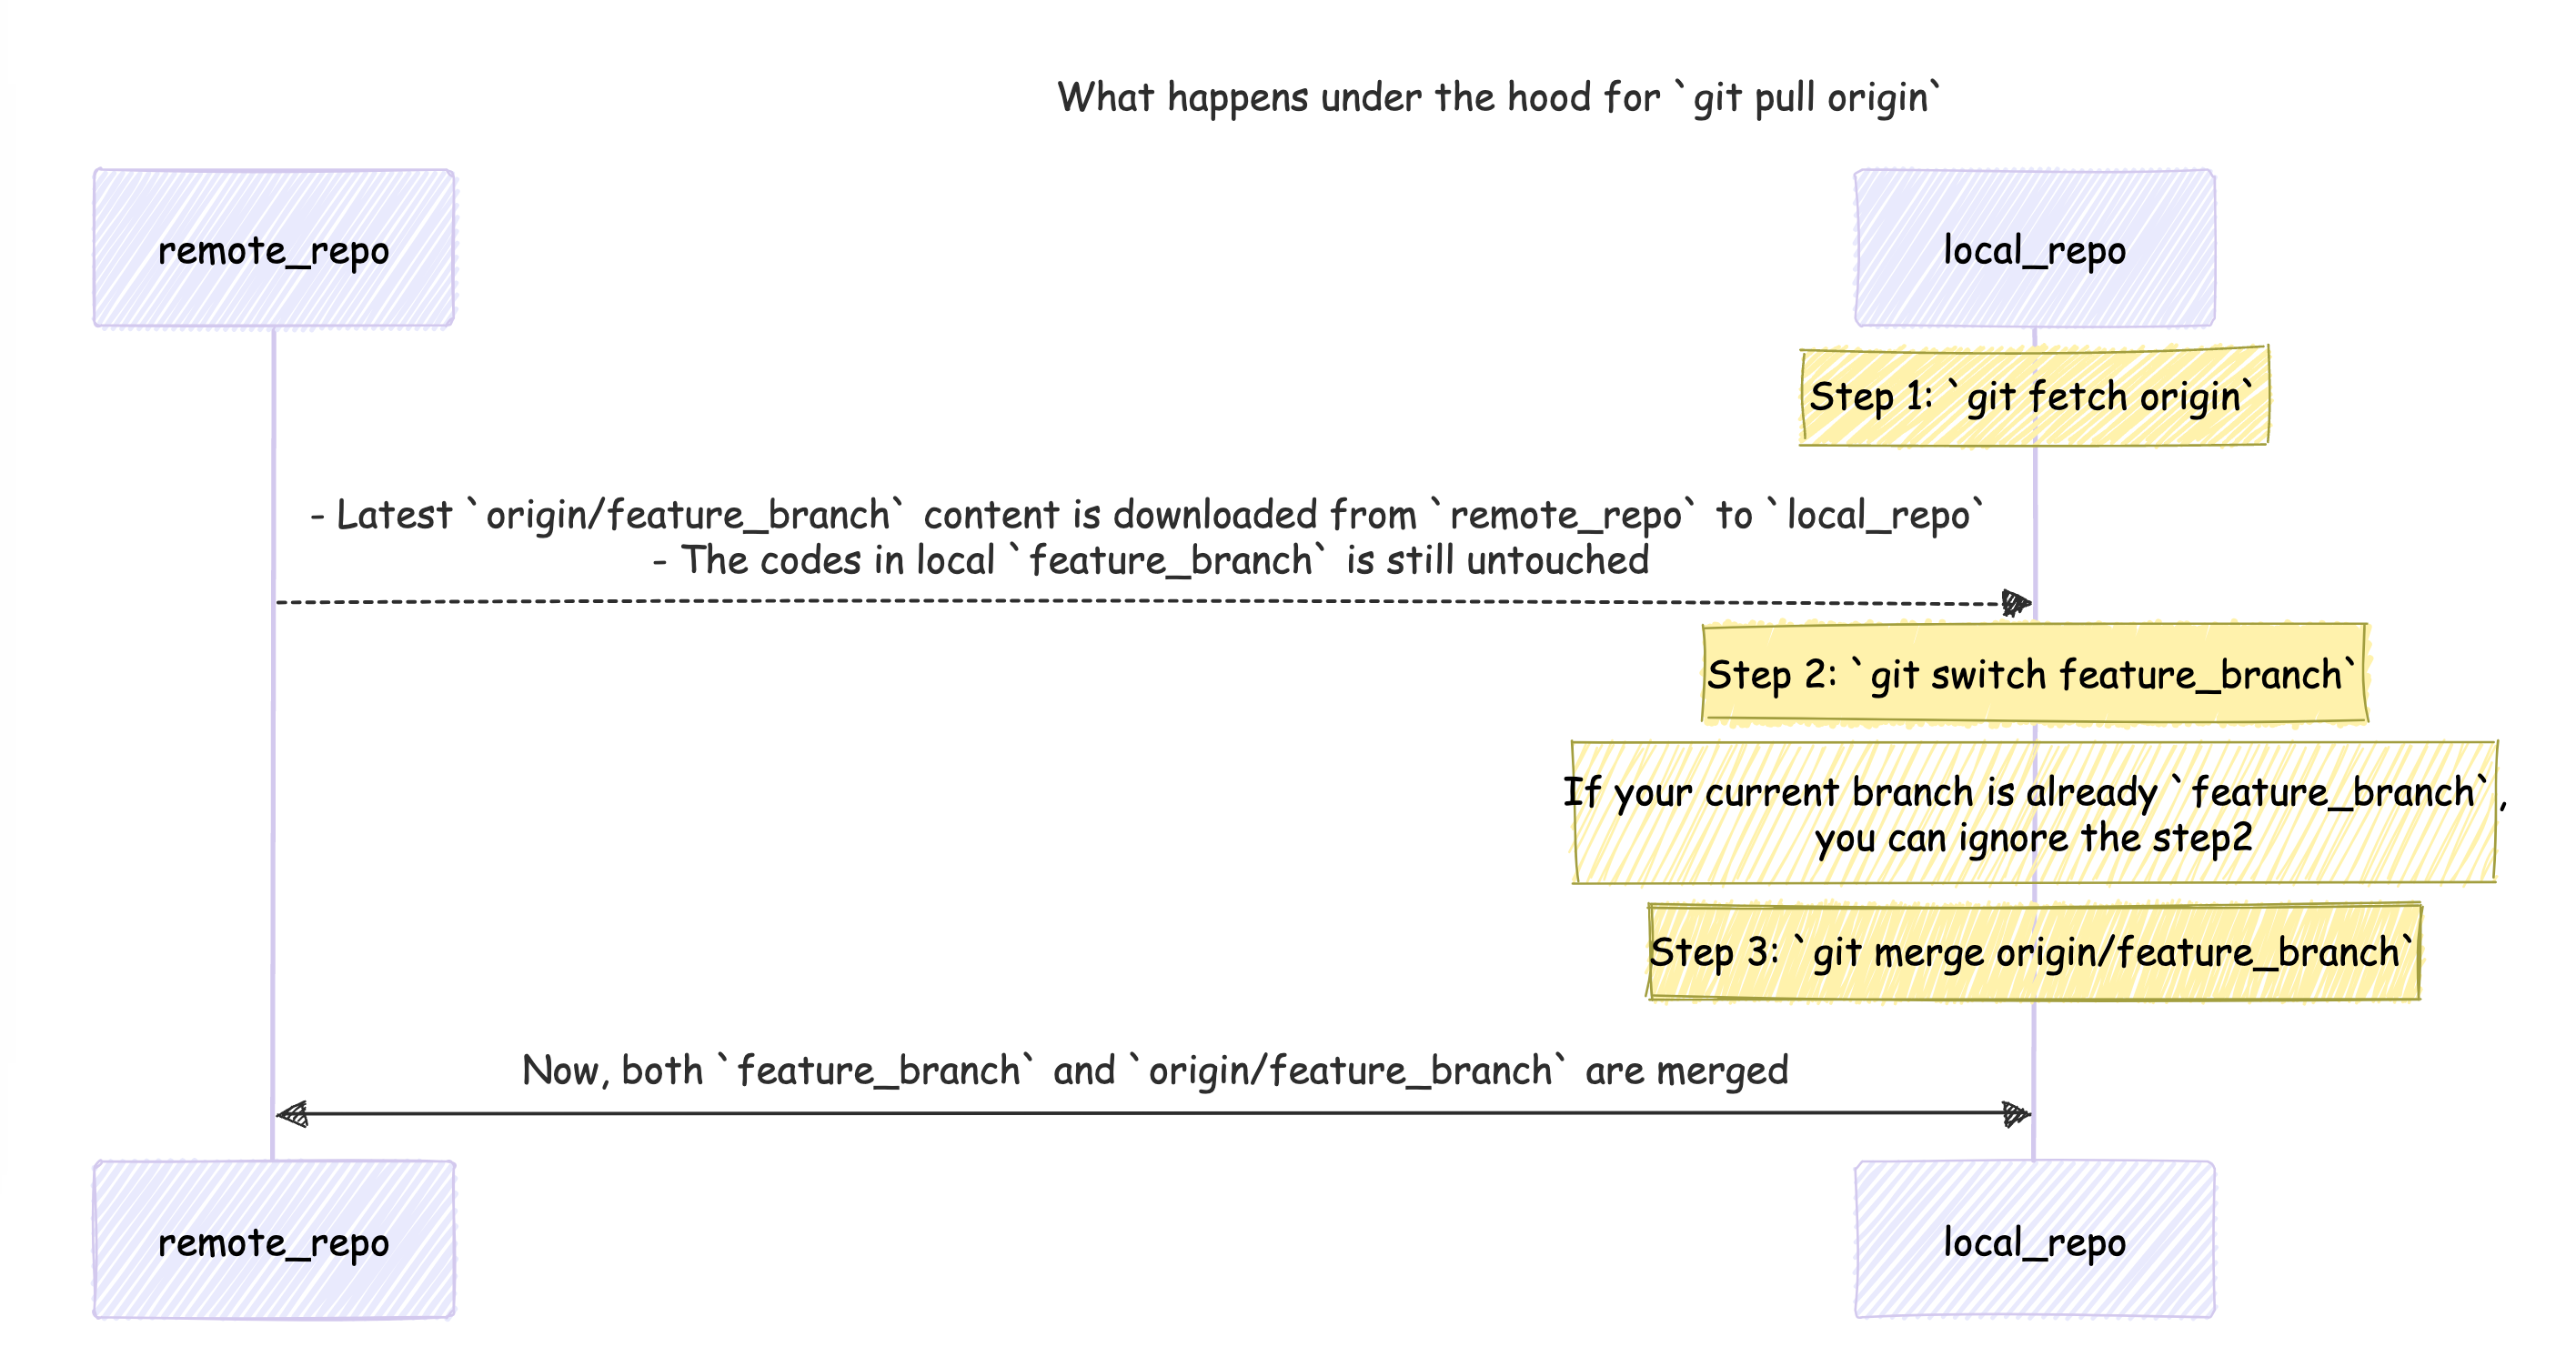 What happens under the hood for `git pull origin`
remote_repo
local_repo
Step 1: `git fetch origin`
- Latest `origin/feature_branch` content is downloaded from `remote_repo` to `local_repo`
- The codes in local `feature_branch` is still untouched
Step 2: `git switch feature_branch`
If your current branch is already `feature_branch`,
you can ignore the step2
Step 3: `git merge origin/feature_branch`
Now, both `feature_branch` and `origin/feature_branch` are merged
remote_repo
local_repo